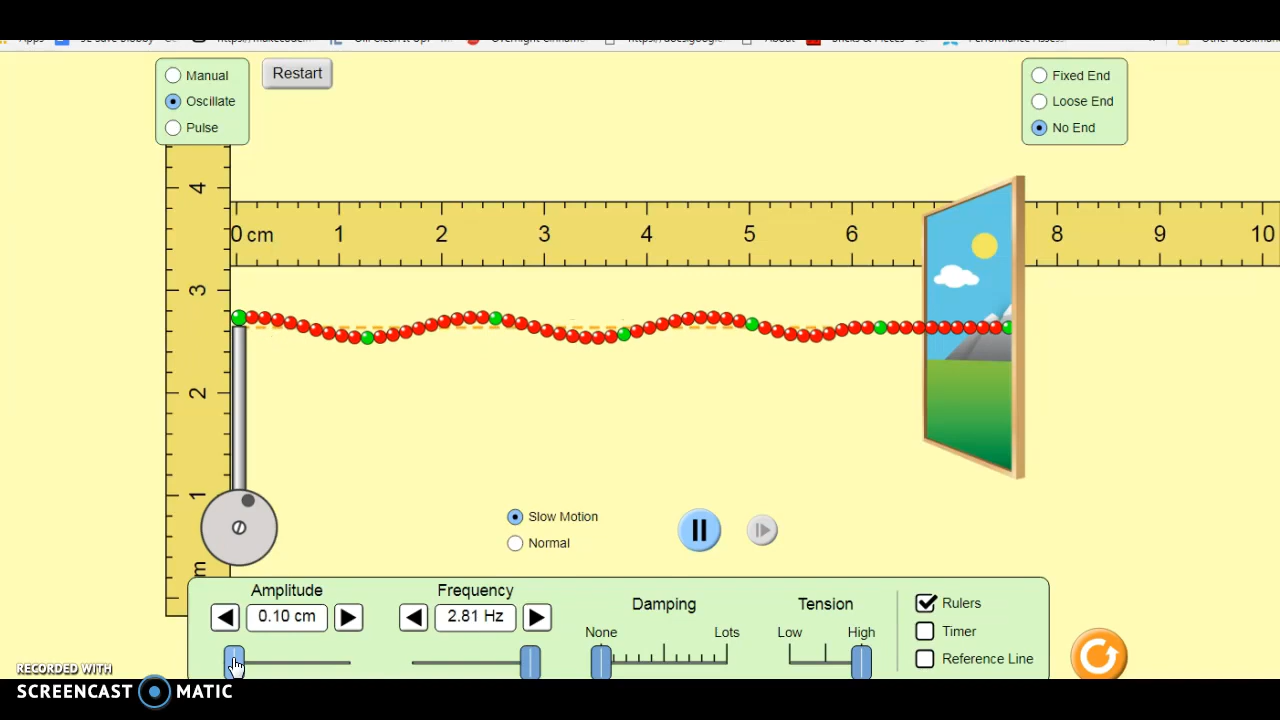 Manual
Restart
Fixed End
Oscillate
Loose End
Pulse
No End
4
0 cm 1 2 3 4 5 6 8 9 10
3
2
1
Slow Motion
Normal
Amplitude
Frequency
Damping
Tension
Rulers
0.10 cm
2.81 Hz
None
Lots
Low
High
Timer
Reference Line
RECORDED WITH
SCREENCAST MATIC